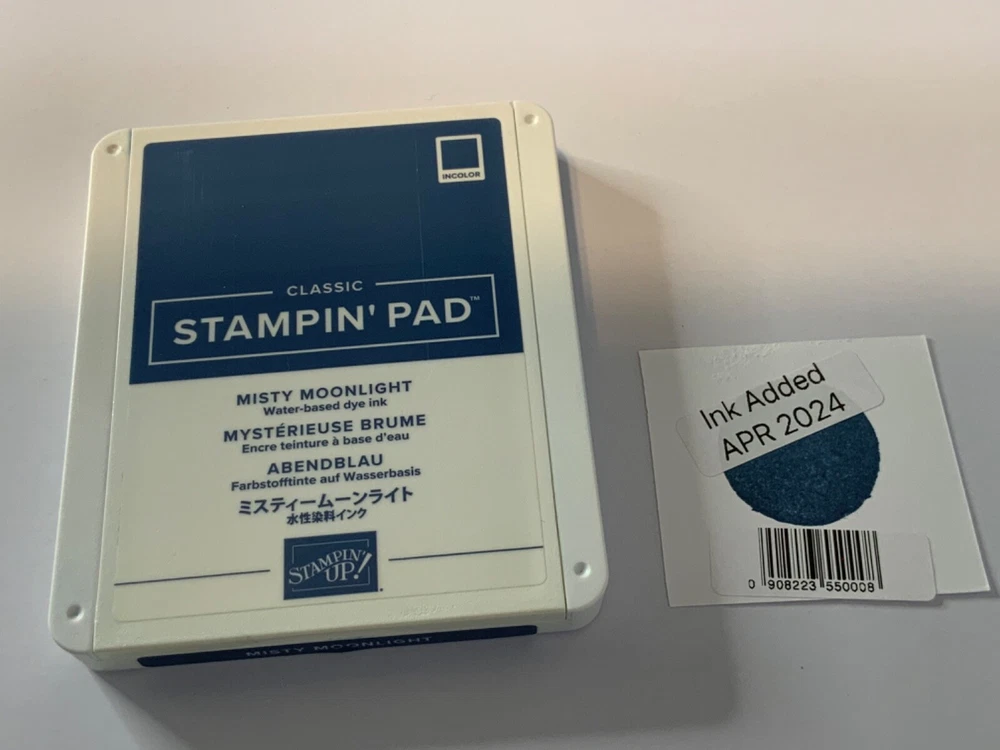 INCOLOR
CLASSIC
STAMPIN' PAD™
MISTY MOONLIGHT
Water-based dye ink
MYSTÉRIEUSE BRUME
Encre teinture à base d'eau
ABENDBLAU
Farbstofftinte auf Wasserbasis
ミスティームーンライト
水性染料インク
STAMPIN'
UP!
MISTY MOONLIGHT
Ink Added
APR 2024
0 908223 550008